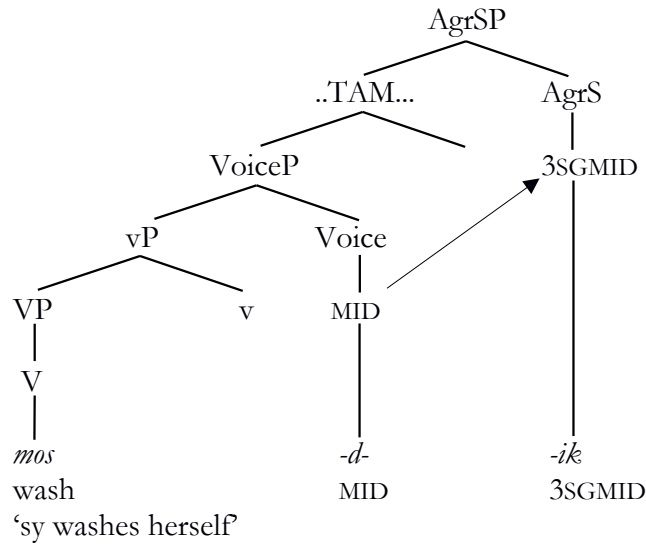 AgrSP
..TAM... AgrS
VoiceP 3SGMID
vP Voice
VP v MID
V
mos -d- -ik
wash MID 3SGMID
‘sy washes herself’